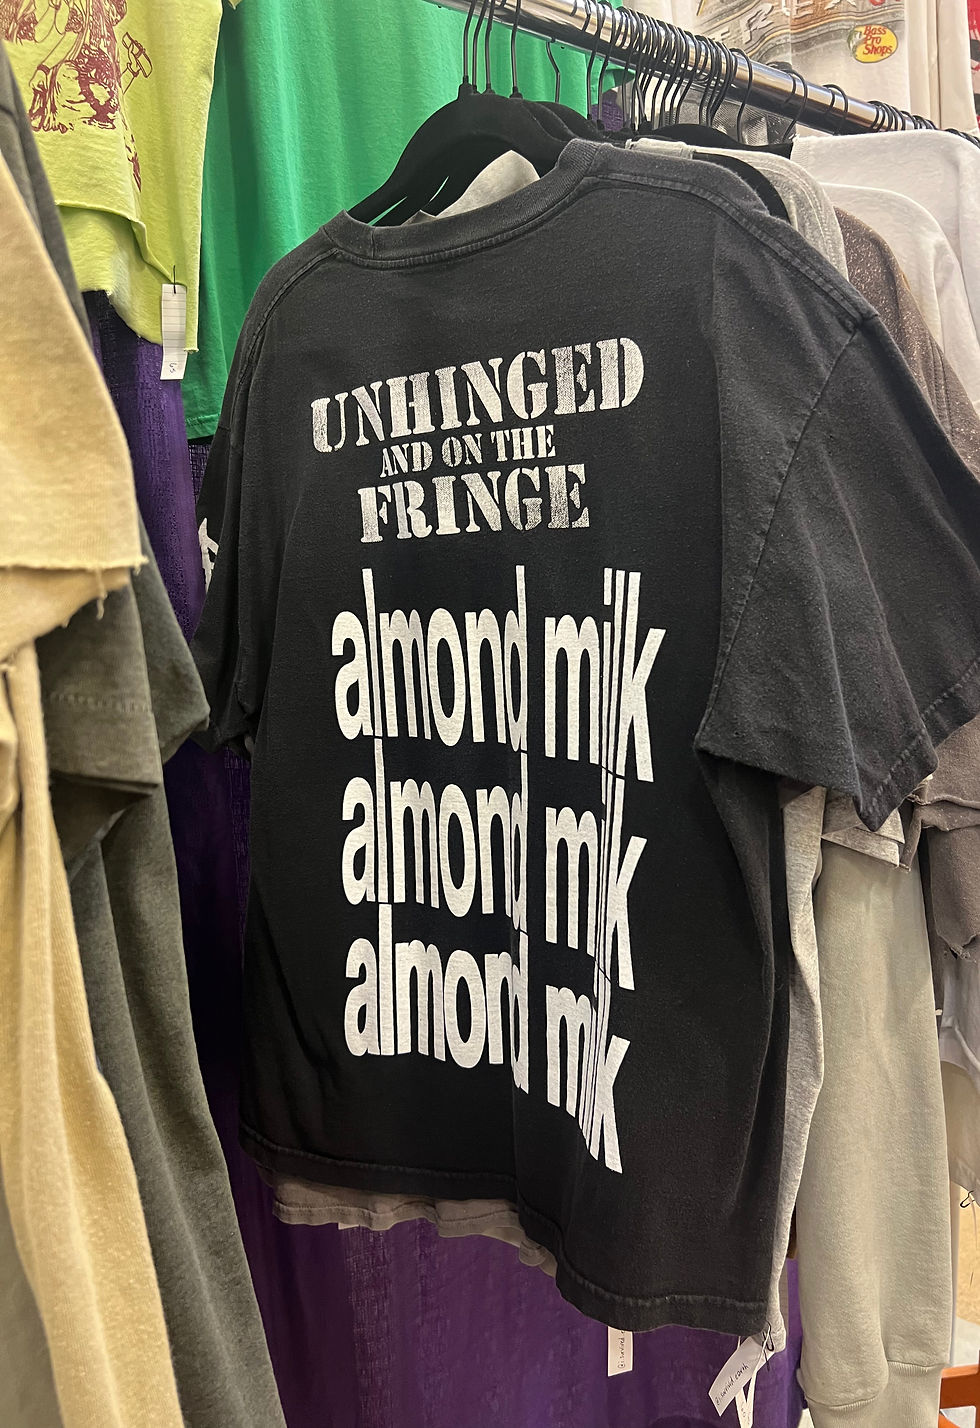 Bass
Pro
Shops
UNHINGED
AND ON THE
FRINGE
almond milk
almond milk
almond milk